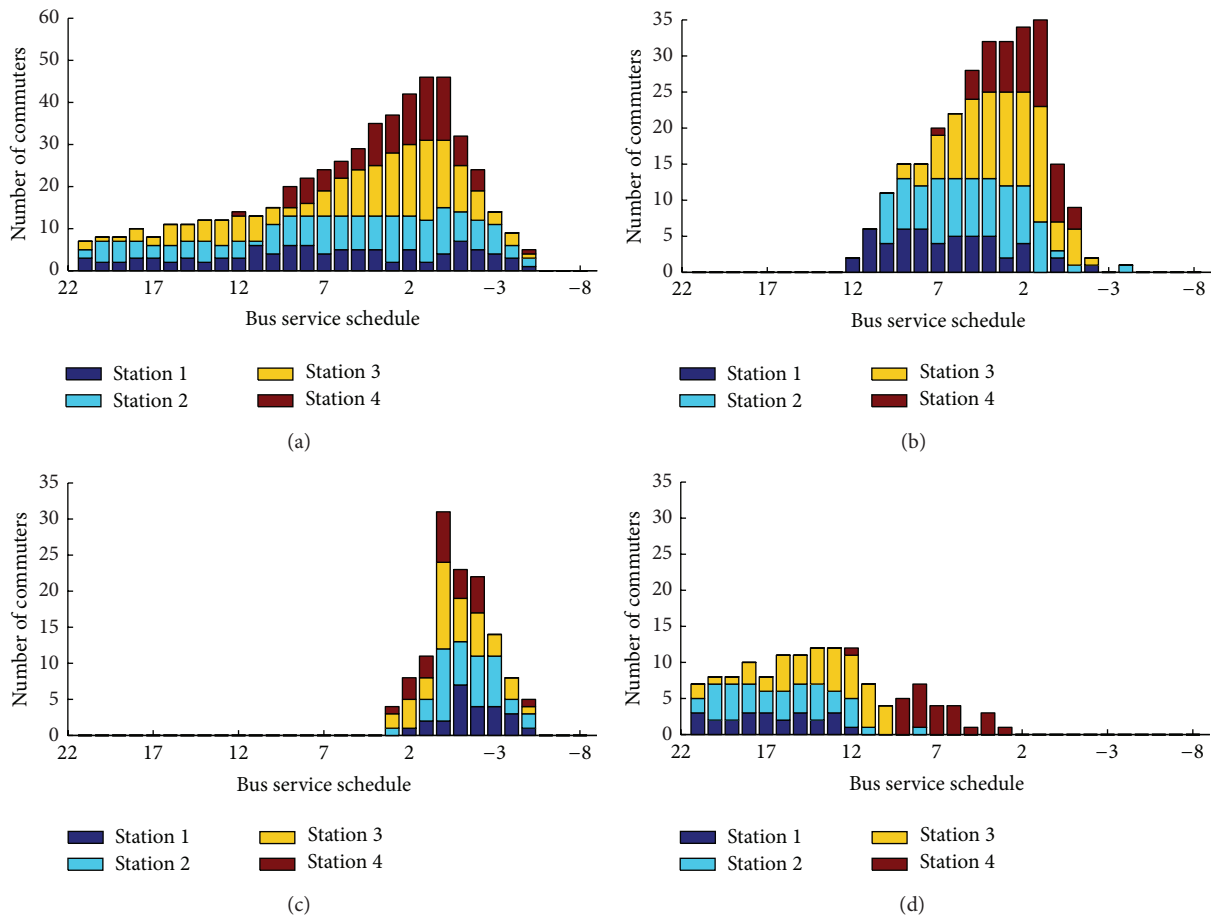 60
50
40
30
20
10
0
Number of commuters
22 17 12 7 2 −3 −8
Bus service schedule
Station 1 Station 3
Station 2 Station 4
(a)
35
30
25
20
15
10
5
0
Number of commuters
22 17 12 7 2 −3 −8
Bus service schedule
Station 1 Station 3
Station 2 Station 4
(b)
35
30
25
20
15
10
5
0
Number of commuters
22 17 12 7 2 −3 −8
Bus service schedule
Station 1 Station 3
Station 2 Station 4
(c)
35
30
25
20
15
10
5
0
Number of commuters
22 17 12 7 2 −3 −8
Bus service schedule
Station 1 Station 3
Station 2 Station 4
(d)